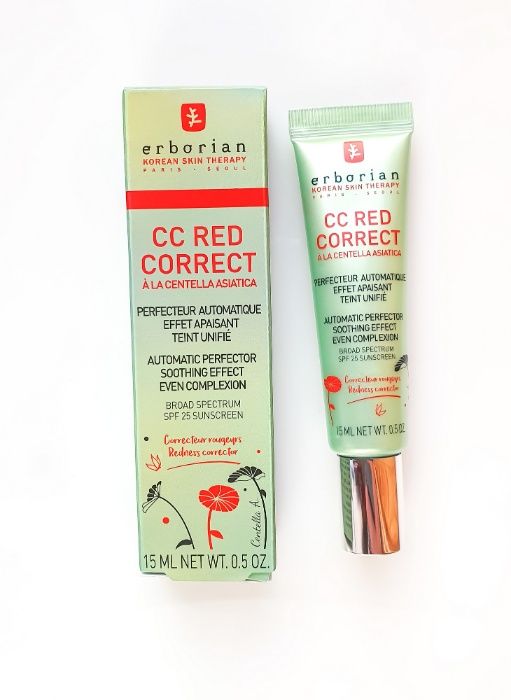 erborian
KOREAN SKIN THERAPY
PARIS - SEOUL
CC RED
CORRECT
À LA CENTELLA ASIATICA
PERFECTEUR AUTOMATIQUE
EFFET APAISANT
TEINT UNIFIÉ
AUTOMATIC PERFECTOR
SOOTHING EFFECT
EVEN COMPLEXION
BROAD SPECTRUM
SPF 25 SUNSCREEN
Correcteur rougeurs
Redness corrector
Centella A.
15 ML NET WT. 0.5 OZ.
erborian
KOREAN SKIN THERAPY
PARIS - SEOUL
CC RED
CORRECT
À LA CENTELLA ASIATICA
PERFECTEUR AUTOMATIQUE
EFFET APAISANT
TEINT UNIFIÉ
AUTOMATIC PERFECTOR
SOOTHING EFFECT
EVEN COMPLEXION
BROAD SPECTRUM
SPF 25 SUNSCREEN
Correcteur rougeurs
Redness corrector
15 ML NET WT. 0.5 OZ